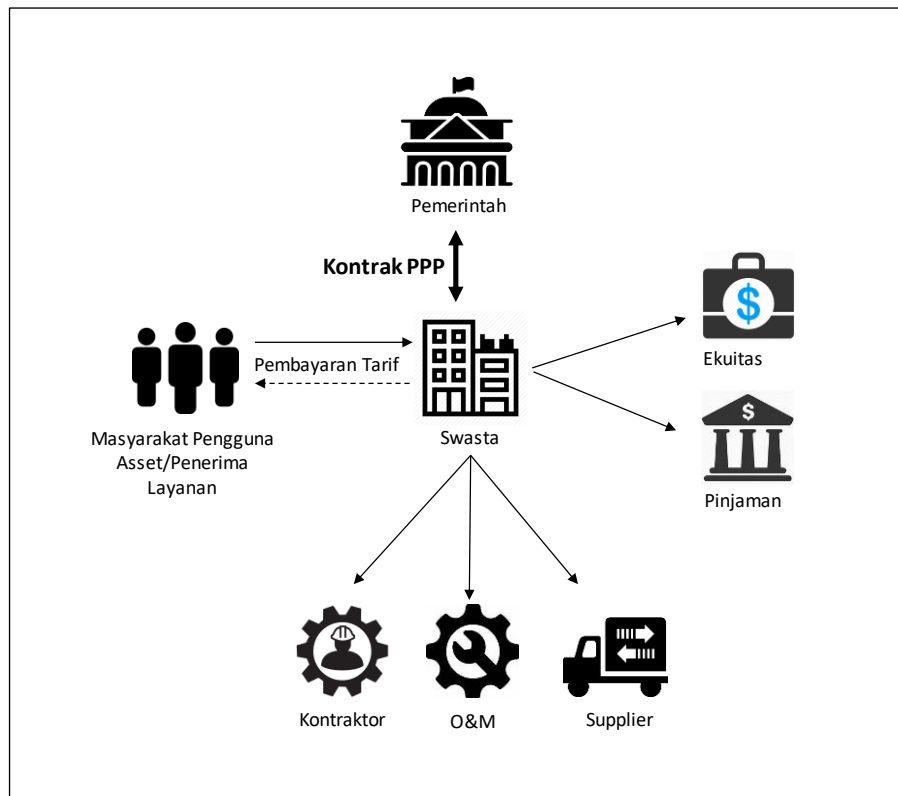 Pemerintah
Kontrak PPP
$
Ekuitas
Pembayaran Tarif
Masyarakat Pengguna
Asset/Penerima
Layanan
Swasta
$
Pinjaman
Kontraktor
O&M
Supplier